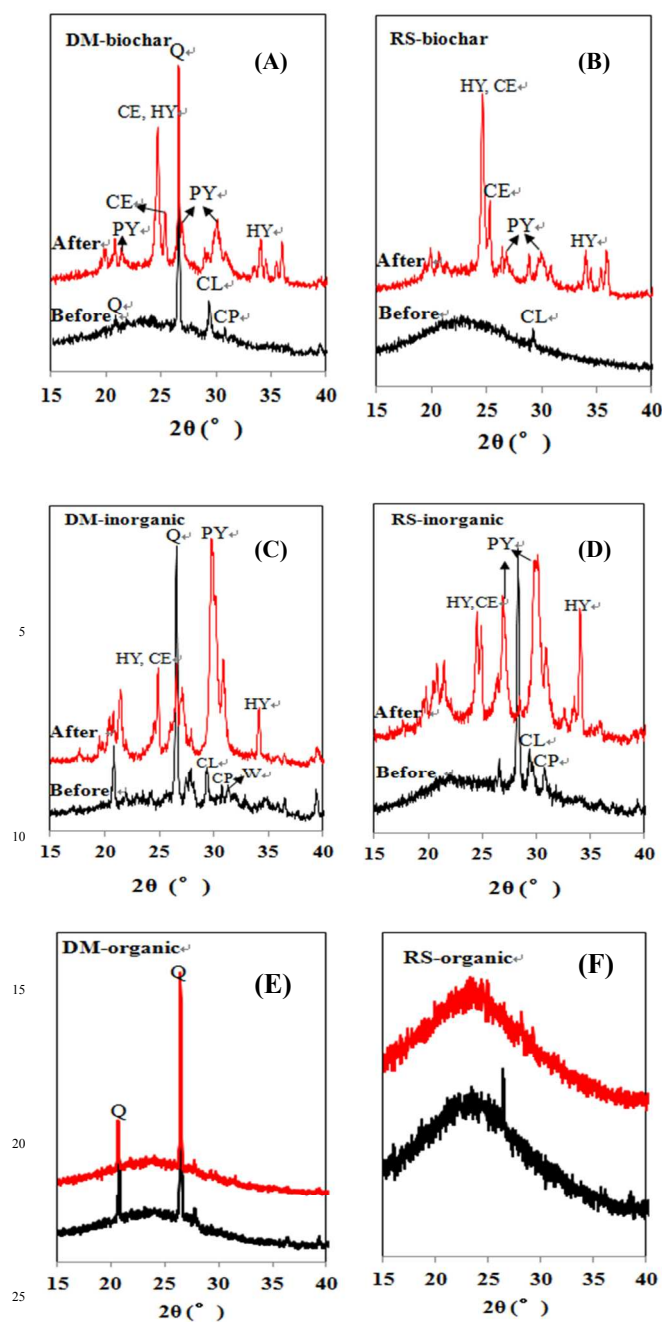 DM-biochar
Q
(A)
CE, HY
CE
PY
PY
HY
After
CL
Before
Q
CP
15 20 25 30 35 40
2θ ( ° )
RS-biochar
(B)
HY, CE
CE
PY
HY
After
Before
CL
15 20 25 30 35 40
2θ ( ° )
DM-inorganic
Q
PY
(C)
HY, CE
HY
After
CL
CP
W
Before
15 20 25 30 35 40
2θ ( ° )
RS-inorganic
PY
(D)
HY,CE
HY
After
CL
Before
CP
15 20 25 30 35 40
2θ ( ° )
DM-organic
Q
(E)
Q
15 20 25 30 35 40
RS-organic
(F)
15 20 25 30 35 40
5
10
15
20
25